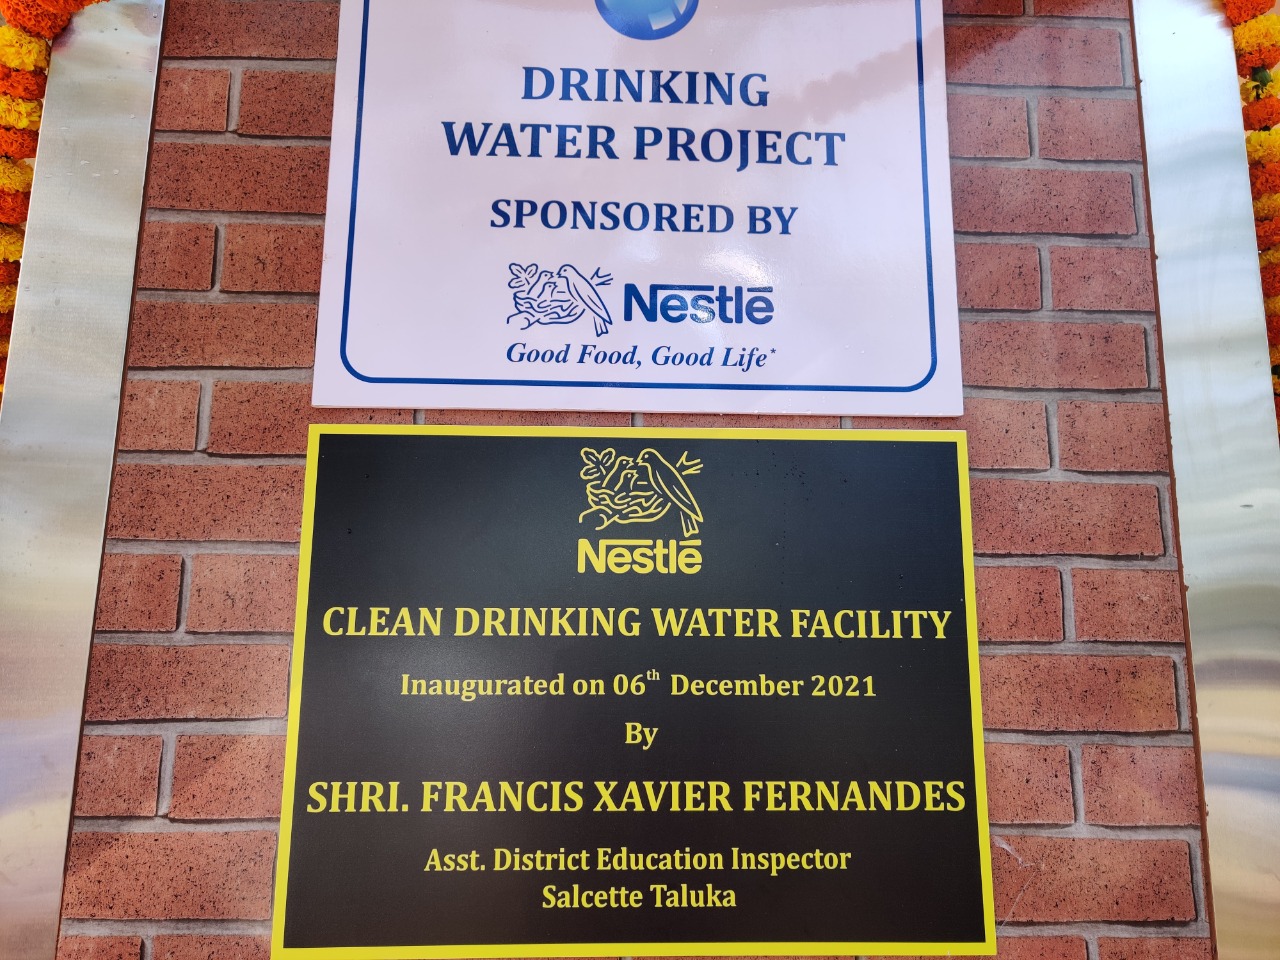 DRINKING
WATER PROJECT
SPONSORED BY
Nestlé
Good Food, Good Life*
Nestlé
CLEAN DRINKING WATER FACILITY
Inaugurated on 06th December 2021
By
SHRI. FRANCIS XAVIER FERNANDES
Asst. District Education Inspector
Salcette Taluka